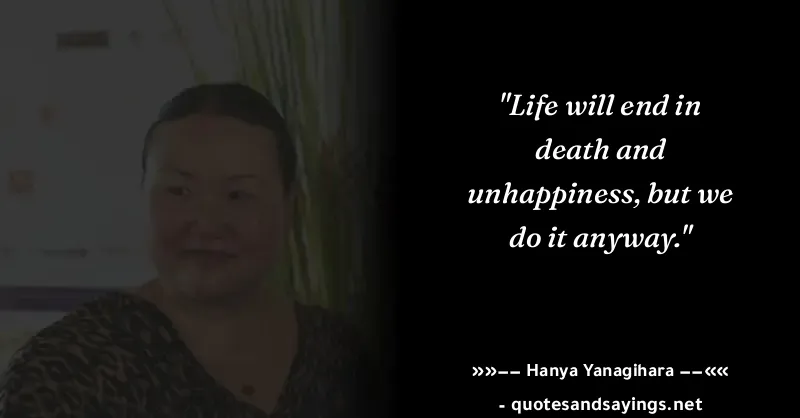 "Life will end in
death and
unhappiness, but we
do it anyway."
»»−− Hanya Yanagihara −−««
- quotesandsayings.net